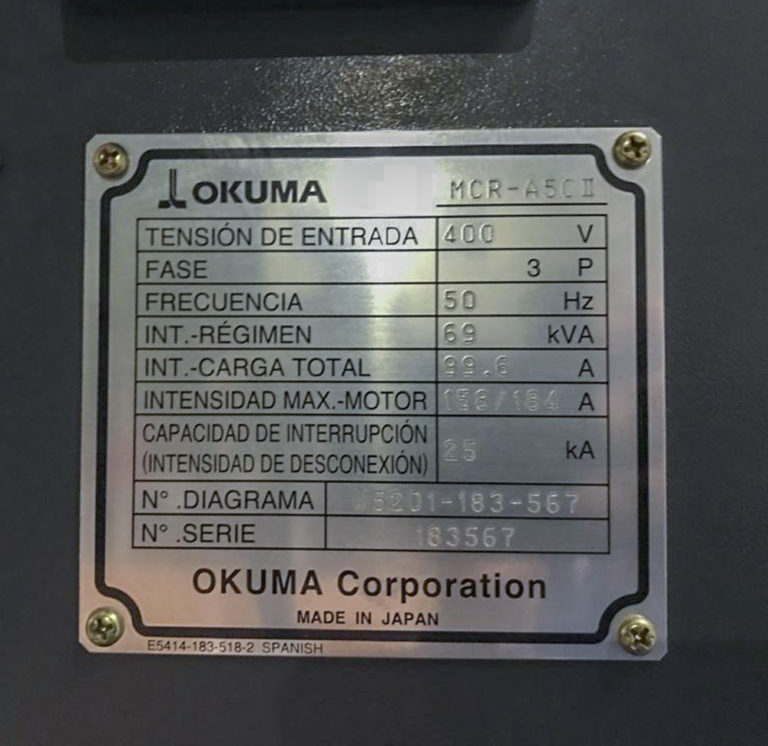 OKUMA MCR-A5CII
TENSIÓN DE ENTRADA 400 V
FASE 3 P
FRECUENCIA 50 Hz
INT.-RÉGIMEN 69 kVA
INT.-CARGA TOTAL 99.6 A
INTENSIDAD MAX.-MOTOR A
CAPACIDAD DE INTERRUPCIÓN
(INTENSIDAD DE DESCONEXIÓN) 25 kA
N° .DIAGRAMA
N° .SERIE 183567
OKUMA Corporation
MADE IN JAPAN
E5414-183-518-2 SPANISH